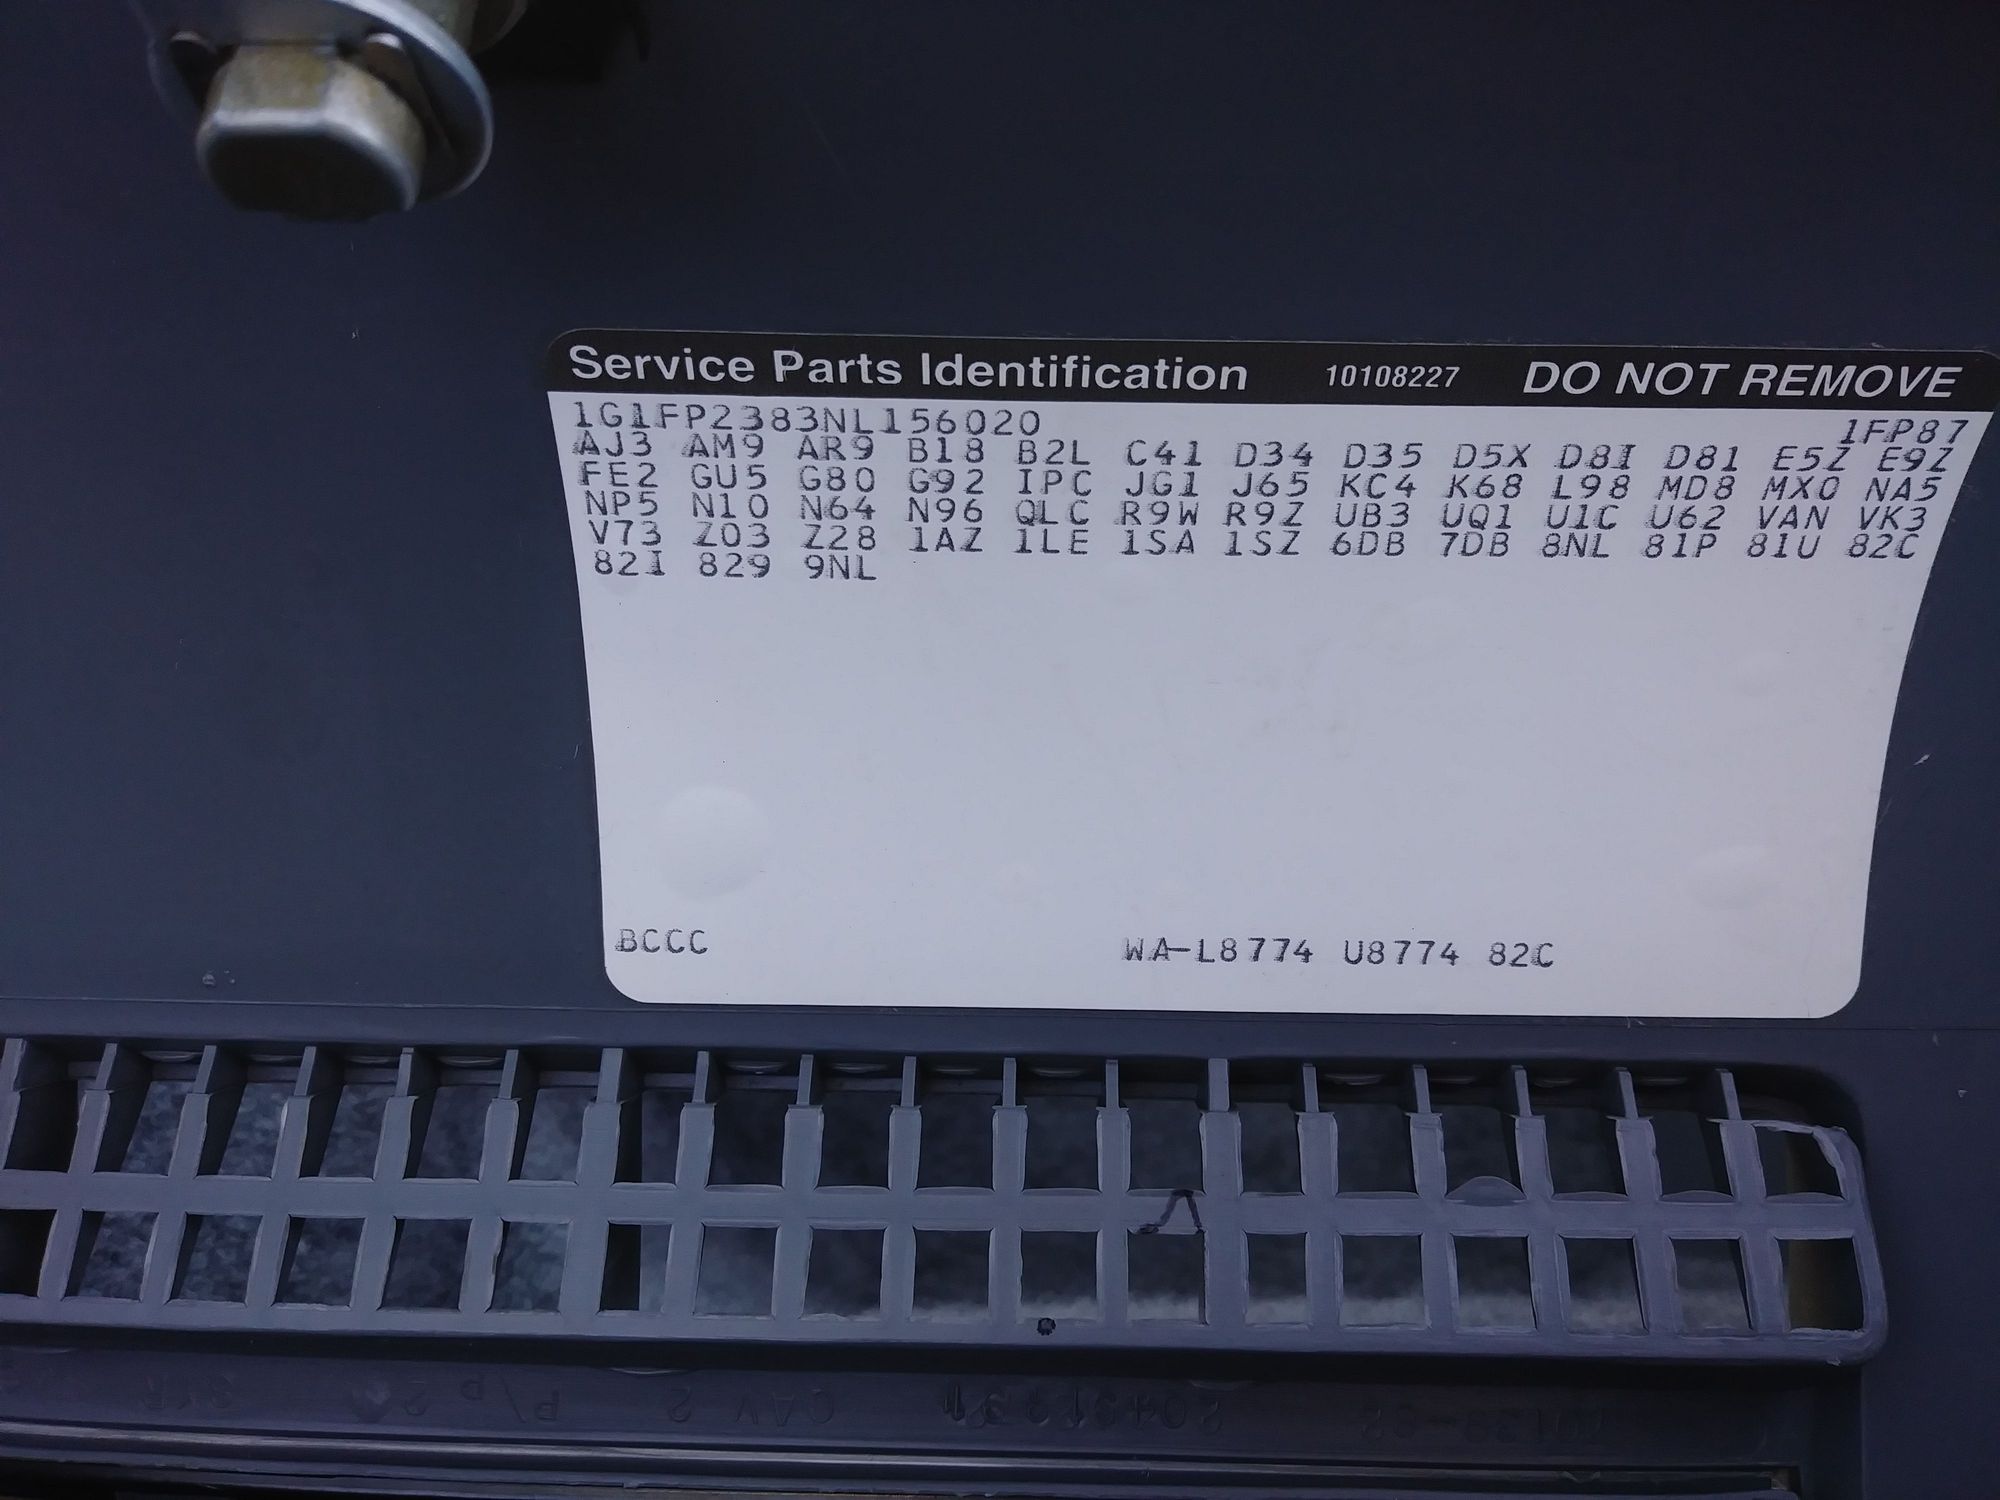 Service Parts Identification 10108227 DO NOT REMOVE
1G1FP2383NL156020 1FP87
AJ3 AM9 AR9 B18 B2L C41 D34 D35 D5X D8I D81 E5Z E9Z
FE2 GU5 G80 G92 IPC JG1 J65 KC4 K68 L98 MD8 MX0 NA5
NP5 N10 N64 N96 QLC R9W R9Z UB3 UQ1 U1C U62 VAN VK3
V73 Z03 Z28 1AZ 1LE 1SA 1SZ 6DB 7DB 8NL 81P 81U 82C
82I 829 9NL
BCCC WA-L8774 U8774 82C